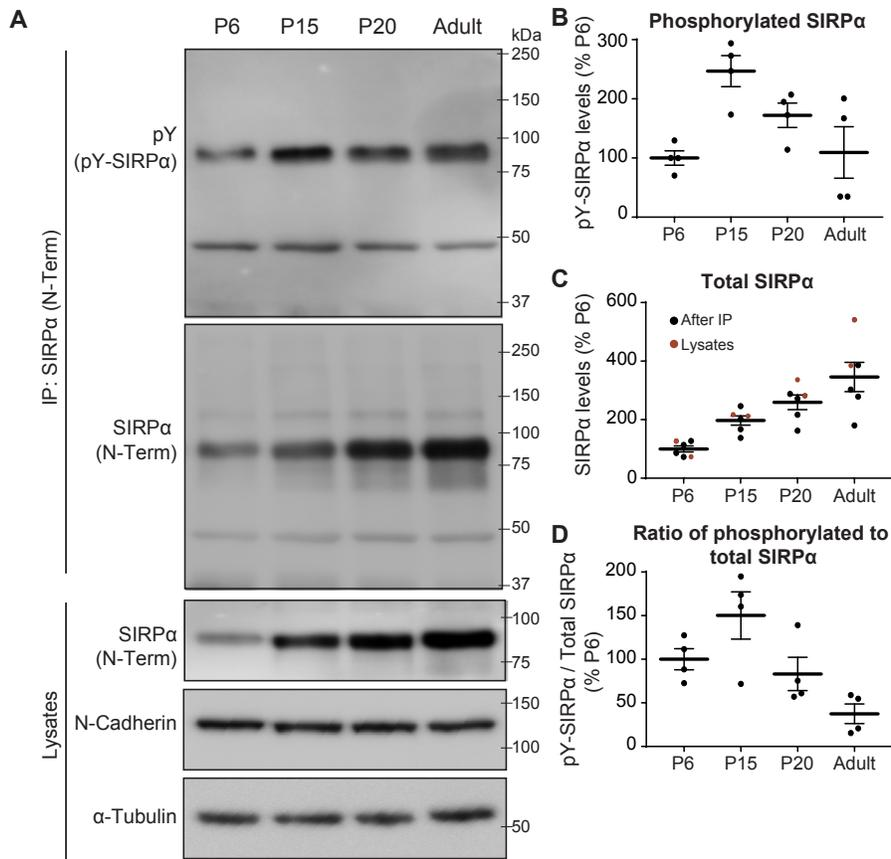 A
P6 P15 P20 Adult
kDa
IP: SIRPα (N-Term)
pY
(pY-SIRPα)
250
150
100
75
50
37
SIRPα
(N-Term)
250
150
100
75
50
37
Lysates
SIRPα
(N-Term)
100
75
N-Cadherin
150
100
α-Tubulin
50
B
Phosphorylated SIRPα
pY-SIRPα levels (% P6)
300
200
100
0
P6 P15 P20 Adult
C
Total SIRPα
SIRPα levels (% P6)
600
400
200
0
After IP
Lysates
P6 P15 P20 Adult
D
Ratio of phosphorylated to
total SIRPα
pY-SIRPα / Total SIRPα
(% P6)
200
150
100
50
0
P6 P15 P20 Adult